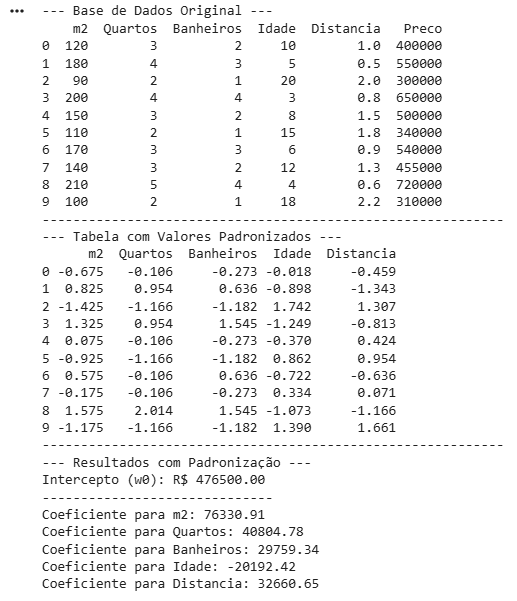 --- Base de Dados Original ---
m2 Quartos Banheiros Idade Distancia Preco
0 120 3 2 10 1.0 400000
1 180 4 3 5 0.5 550000
2 90 2 1 20 2.0 300000
3 200 4 4 3 0.8 650000
4 150 3 2 8 1.5 500000
5 110 2 1 15 1.8 340000
6 170 3 3 6 0.9 540000
7 140 3 2 12 1.3 455000
8 210 5 4 4 0.6 720000
9 100 2 1 18 2.2 310000
------------------------------------------------------------
--- Tabela com Valores Padronizados ---
m2 Quartos Banheiros Idade Distancia
0 -0.675 -0.106 -0.273 -0.018 -0.459
1 0.825 0.954 0.636 -0.898 -1.343
2 -1.425 -1.166 -1.182 1.742 1.307
3 1.325 0.954 1.545 -1.249 -0.813
4 0.075 -0.106 -0.273 -0.370 0.424
5 -0.925 -1.166 -1.182 0.862 0.954
6 0.575 -0.106 0.636 -0.722 -0.636
7 -0.175 -0.106 -0.273 0.334 0.071
8 1.575 2.014 1.545 -1.073 -1.166
9 -1.175 -1.166 -1.182 1.390 1.661
------------------------------------------------------------
--- Resultados com Padronização ---
Intercepto (w0): R$ 476500.00
------------------------------
Coeficiente para m2: 76330.91
Coeficiente para Quartos: 40804.78
Coeficiente para Banheiros: 29759.34
Coeficiente para Idade: -20192.42
Coeficiente para Distancia: 32660.65